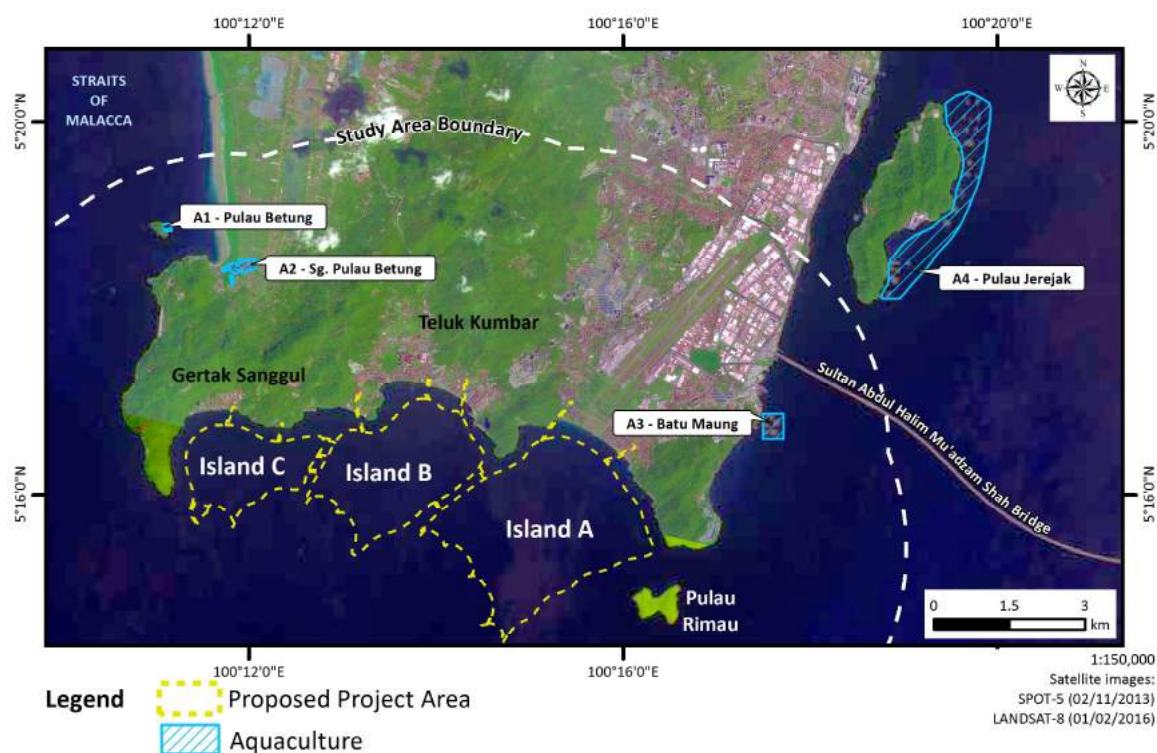 100°12'0"E
100°16'0"E
100°20'0"E
STRAITS
OF
MALACCA
N
W E
S
5°20'0"N
5°20'0"N
Study Area Boundary
A1 - Pulau Betung
A2 - Sg. Pulau Betung
A4 - Pulau Jerejak
Teluk Kumbar
Gertak Sanggul
Sultan Abdul Halim Mu'adzam Shah Bridge
A3 - Batu Maung
Island C
Island B
Island A
5°16'0"N
5°16'0"N
Pulau
Rimau
0 1.5 3
km
100°12'0"E
100°16'0"E
1:150,000
Satellite images:
SPOT-5 (02/11/2013)
LANDSAT-8 (01/02/2016)
Legend
Proposed Project Area
Aquaculture